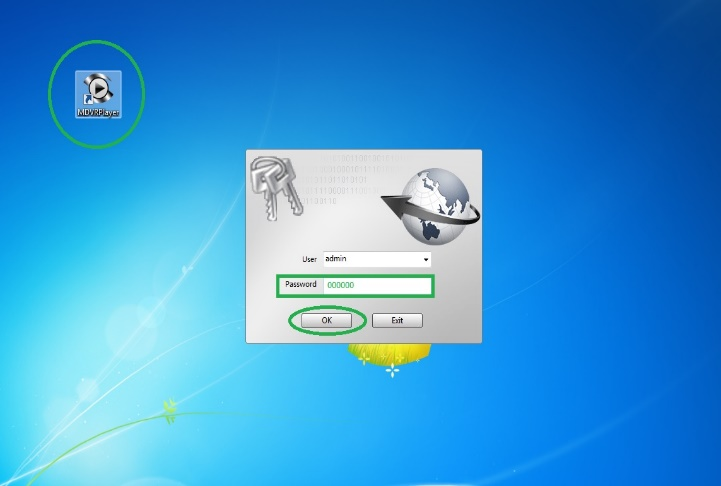 MDVRPlayer
User
admin
Password
000000
OK
Exit